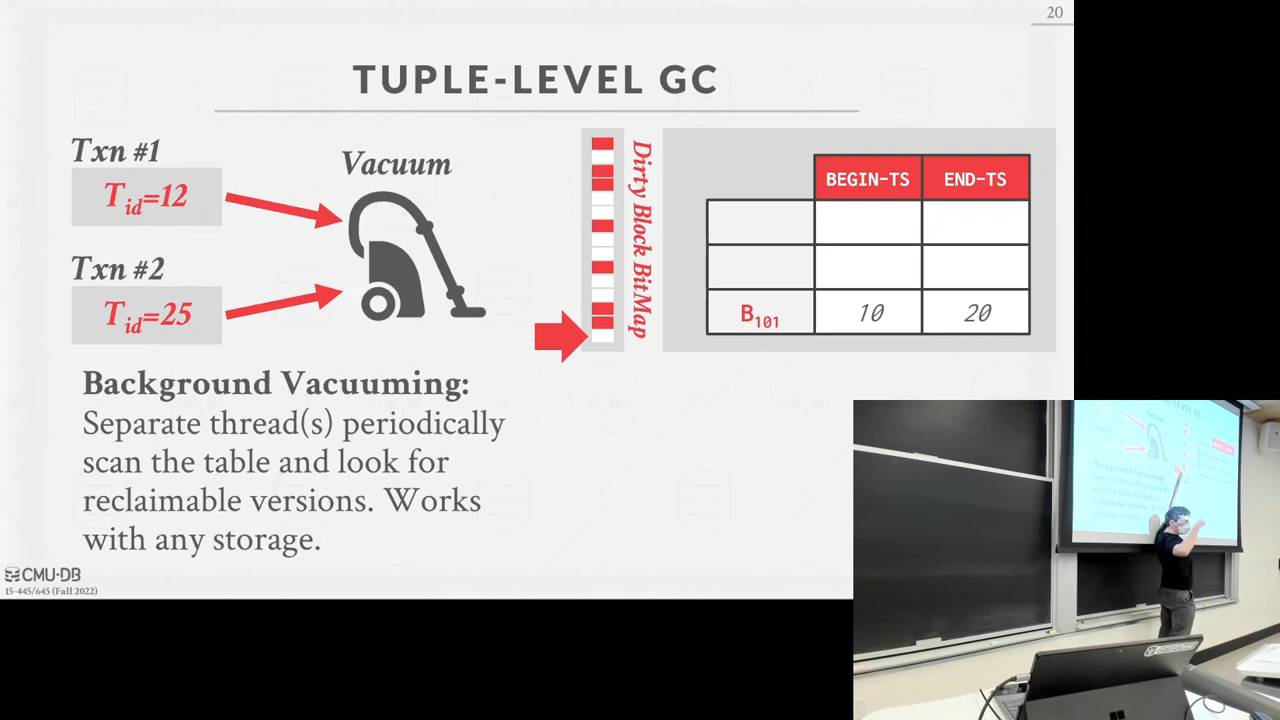 20
TUPLE-LEVEL GC
Txn #1
Tid=12
Txn #2
Tid=25
Vacuum
Dirty Block BitMap
BEGIN-TS END-TS
B101 10 20
Background Vacuuming:
Separate thread(s) periodically
scan the table and look for
reclaimable versions. Works
with any storage.
CMU·DB
15-445/645 (Fall 2022)